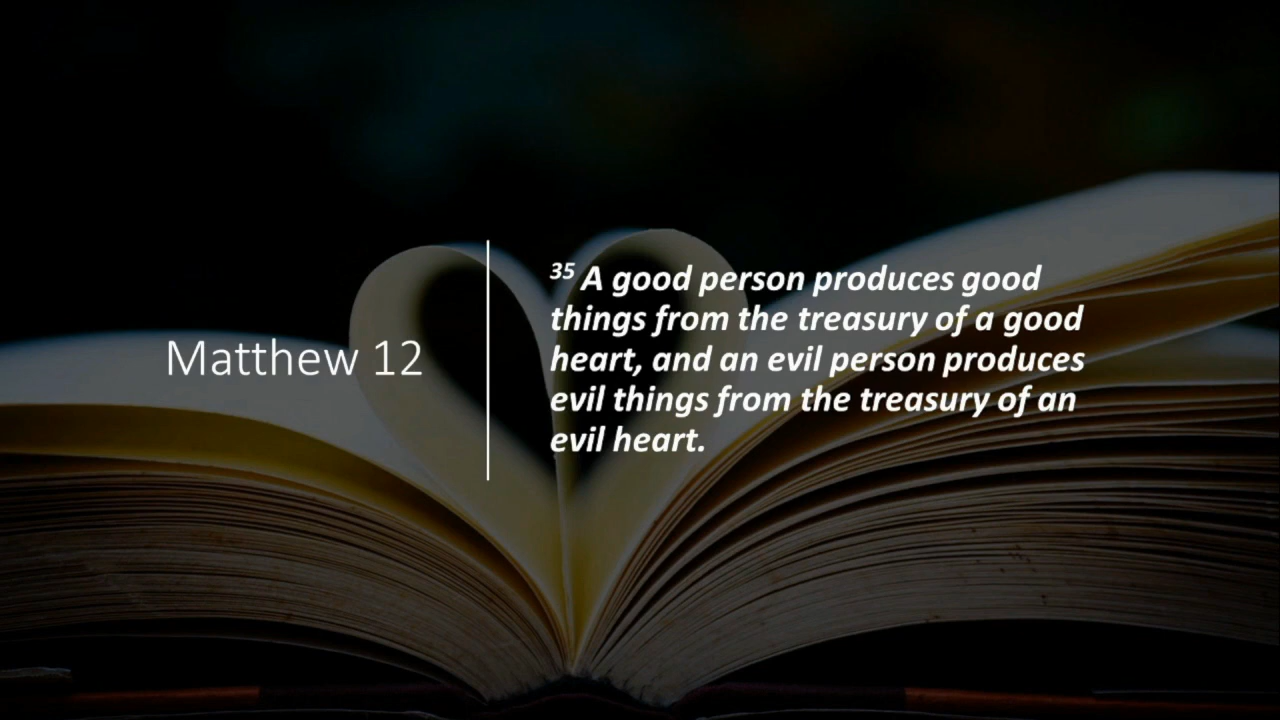 Matthew 12
35 A good person produces good
things from the treasury of a good
heart, and an evil person produces
evil things from the treasury of an
evil heart.